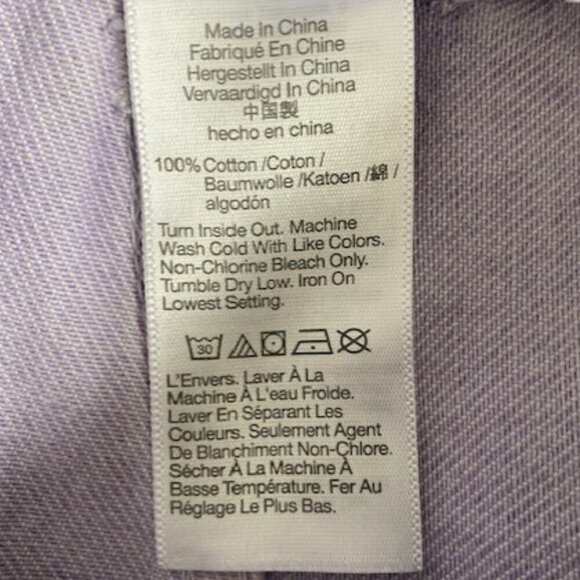 Made In China
Fabriqué En Chine
Hergestellt In China
Vervaardigd In China
中国製
hecho en china
100% Cotton /Coton /
Baumwolle /Katoen /綿 /
algodón
Turn Inside Out. Machine
Wash Cold With Like Colors.
Non-Chlorine Bleach Only.
Tumble Dry Low. Iron On
Lowest Setting.
30
L'Envers. Laver À La
Machine À L'eau Froide.
Laver En Séparant Les
Couleurs. Seulement Agent
De Blanchiment Non-Chlore.
Sécher À La Machine À
Basse Température. Fer Au
Réglage Le Plus Bas.